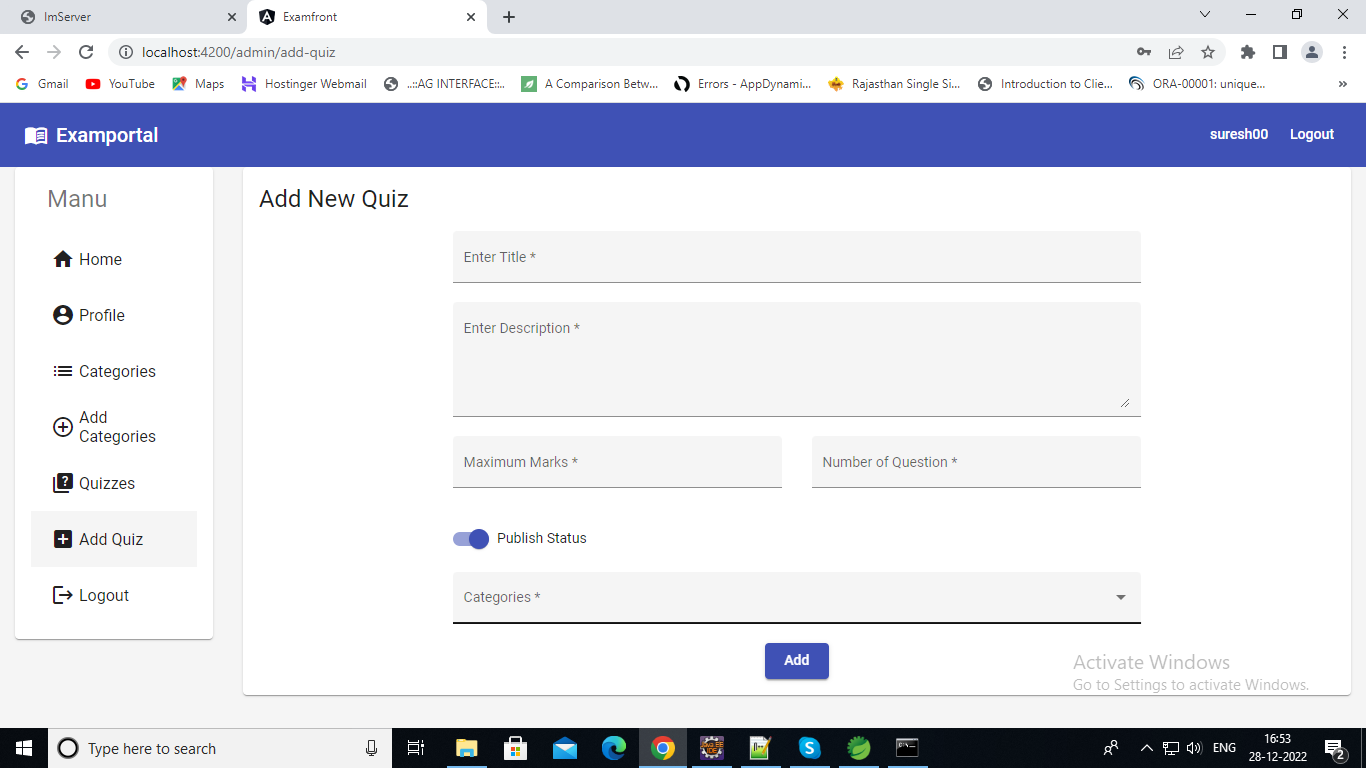 ImServer
Examfront
localhost:4200/admin/add-quiz
Gmail
YouTube
Maps
Hostinger Webmail
..::AG INTERFACE::..
A Comparison Betw...
Errors - AppDynami...
Rajasthan Single Si...
Introduction to Clie...
ORA-00001: unique...
»
Examportal
suresh00
Logout
Manu
Home
Profile
Categories
Add
Categories
Quizzes
Add Quiz
Logout
Add New Quiz
Enter Title *
Enter Description *
Maximum Marks *
Number of Question *
Publish Status
Categories *
Add
Activate Windows
Go to Settings to activate Windows.
Type here to search
ENG
16:53
28-12-2022
2